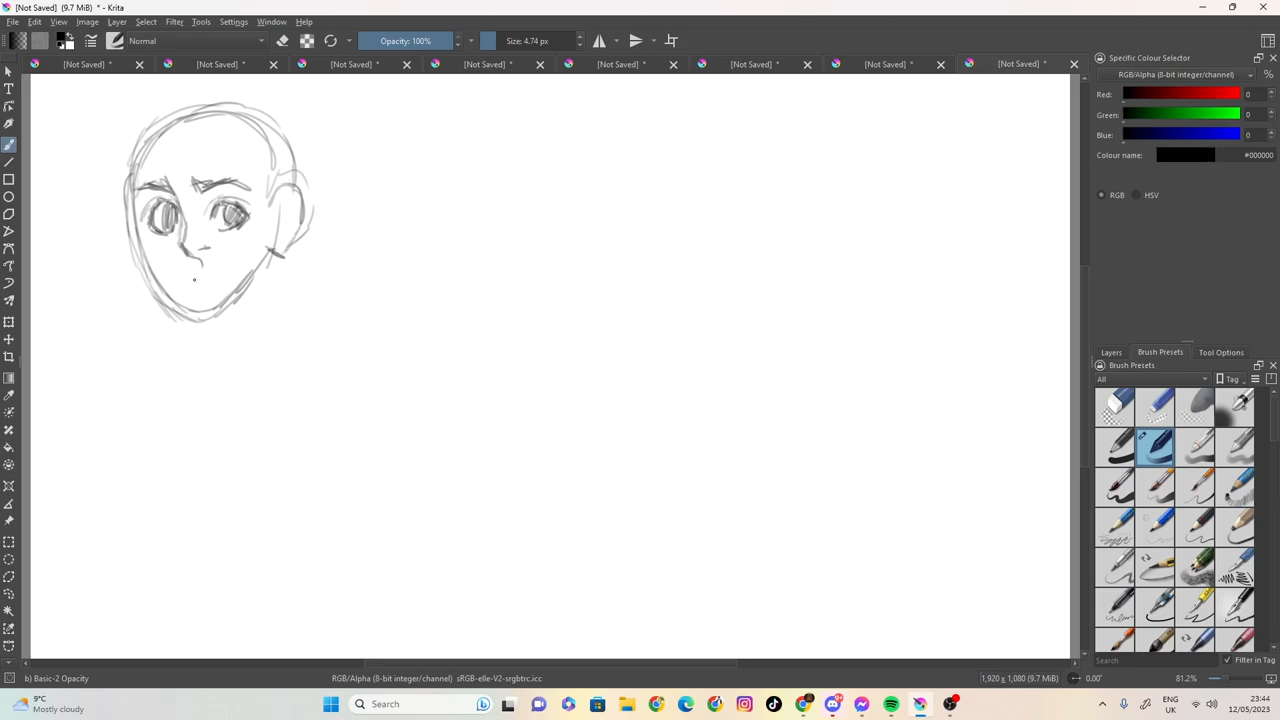 [Not Saved] (9.7 MiB) * - Krita
File Edit View Image Layer Select Filter Tools Settings Window Help
Normal Opacity: 100% Size: 4.74 px
[Not Saved] * [Not Saved] * [Not Saved] * [Not Saved] * [Not Saved] * [Not Saved] * [Not Saved] * [Not Saved] *
Specific Colour Selector
RGB/Alpha (8-bit integer/channel) %
Red: 0
Green: 0
Blue: 0
Colour name: #000000
RGB HSV
Layers Brush Presets Tool Options
Brush Presets
All Tag
Search Filter in Tag
b) Basic-2 Opacity RGB/Alpha (8-bit integer/channel) sRGB-elle-V2-srgbtrc.icc 1,920 x 1,080 (9.7 MiB) 0.00° 81.2%
9°C
Mostly cloudy
Search
ENG
UK
23:44
12/05/2023